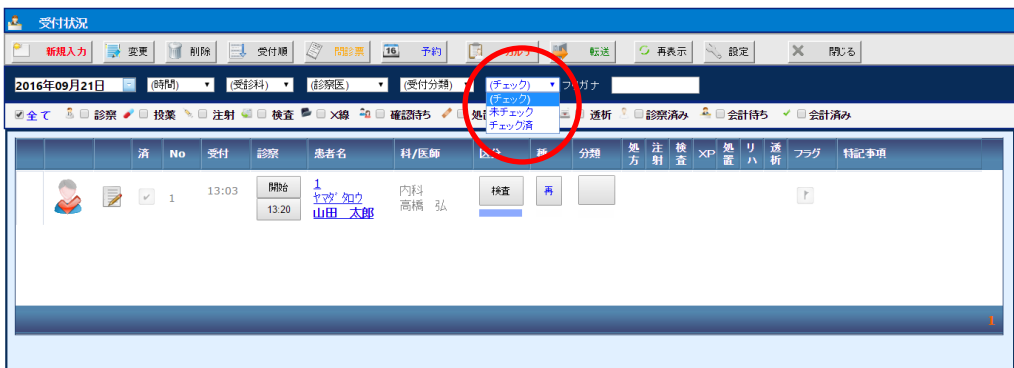 受付状況
新規入力 変更 削除 受付順 問診票 16 予約 転送 再表示 設定 閉じる
2016年09月21日 (時間) (受診科) (診察医) (受付分類) (チェック) フリガナ
(チェック)
未チェック
チェック済
全て 診察 投薬 注射 検査 X線 確認待ち 透析 診察済み 会計待ち 会計済み
済 No 受付 診察 患者名 科/医師 区分 分類 処方 注射 検査 XP 処置 リハ 透析 フラグ 特記事項
1 13:03 開始 13:20
1
ヤマダ タロウ
山田 太郎
内科
高橋 弘
検査 再
1